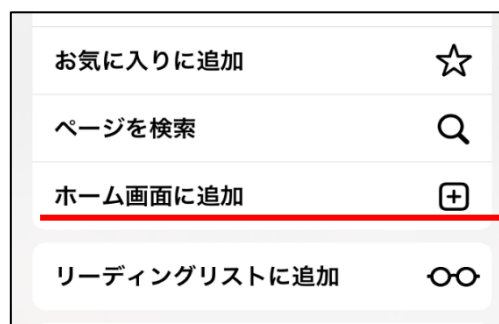 お気に入りに追加
ページを検索
ホーム画面に追加
リーディングリストに追加